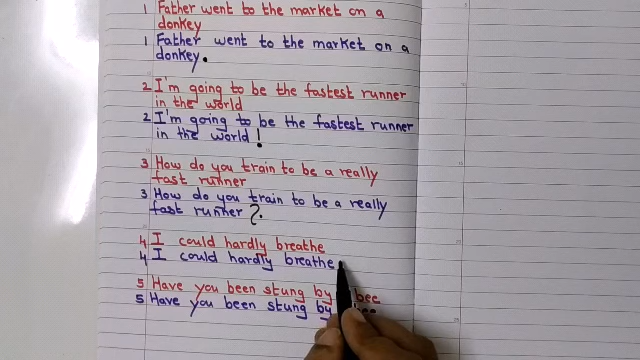 1 Father went to the market on a
donkey
1 Father went to the market on a
donkey.
2 I'm going to be the fastest runner
in the world
2 I'm going to be the fastest runner
in the world!
3 How do you train to be a really
fast runner
3 How do you train to be a really
fast runner?
4 I could hardly breathe
4 I could hardly breathe
5 Have you been stung by bee
5 Have you been stung by